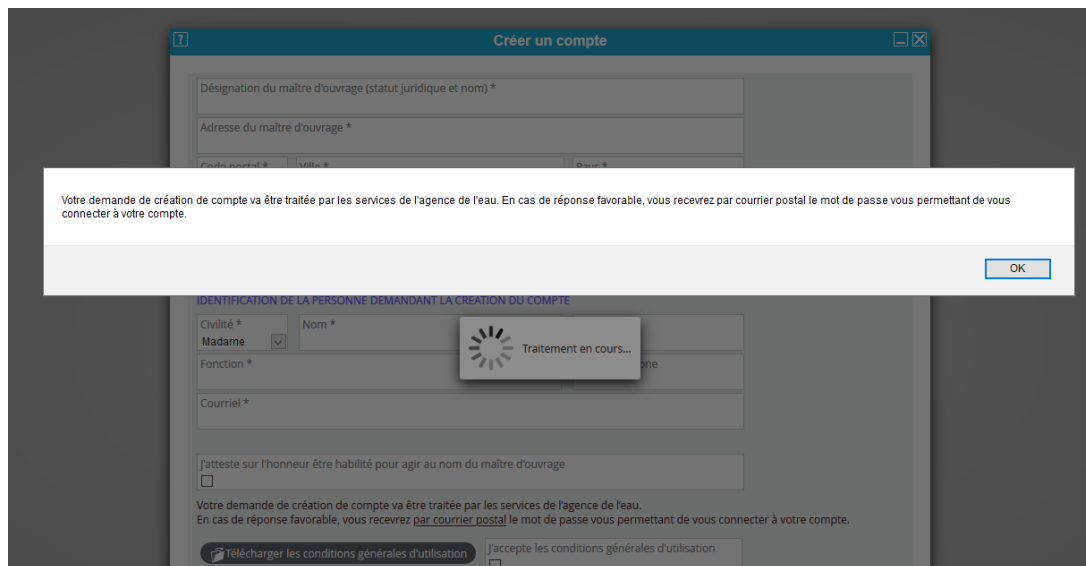 ?
Créer un compte
Désignation du maître d'ouvrage (statut juridique et nom) *
Adresse du maître d'ouvrage *
Code postal * Ville * Pays *
Votre demande de création de compte va être traitée par les services de l'agence de l'eau. En cas de réponse favorable, vous recevrez par courrier postal le mot de passe vous permettant de vous
connecter à votre compte.
OK
IDENTIFICATION DE LA PERSONNE DEMANDANT LA CREATION DU COMPTE
Civilité * Nom *
Madame
Traitement en cours...
Fonction *
Courriel *
J'atteste sur l'honneur être habilité pour agir au nom du maître d'ouvrage
Votre demande de création de compte va être traitée par les services de l'agence de l'eau.
En cas de réponse favorable, vous recevrez par courrier postal le mot de passe vous permettant de vous connecter à votre compte.
Télécharger les conditions générales d'utilisation
J'accepte les conditions générales d'utilisation